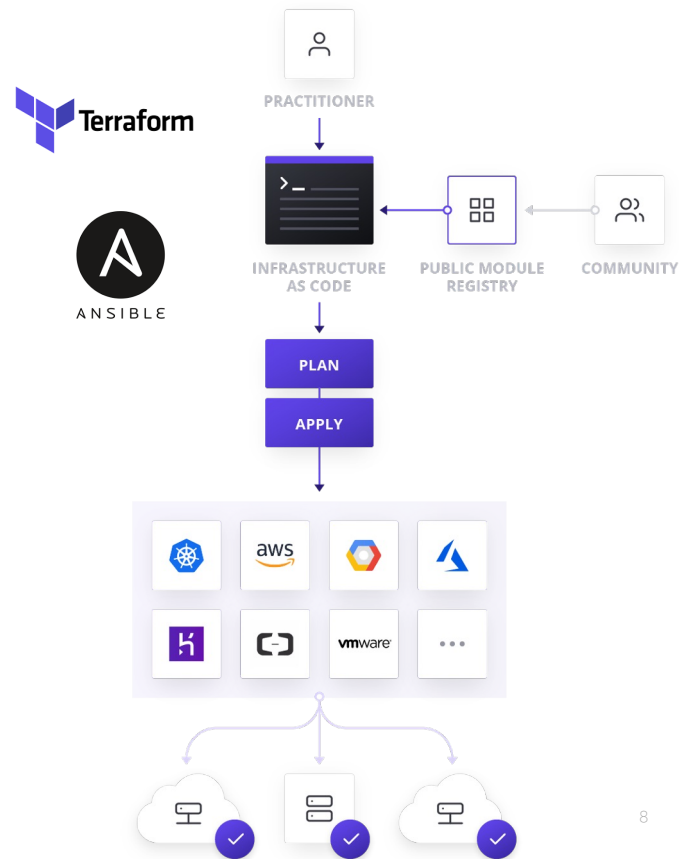 PRACTITIONER
Terraform
>_
INFRASTRUCTURE
AS CODE
PUBLIC MODULE
REGISTRY
COMMUNITY
ANSIBLE
PLAN
APPLY
aws
vmware
8